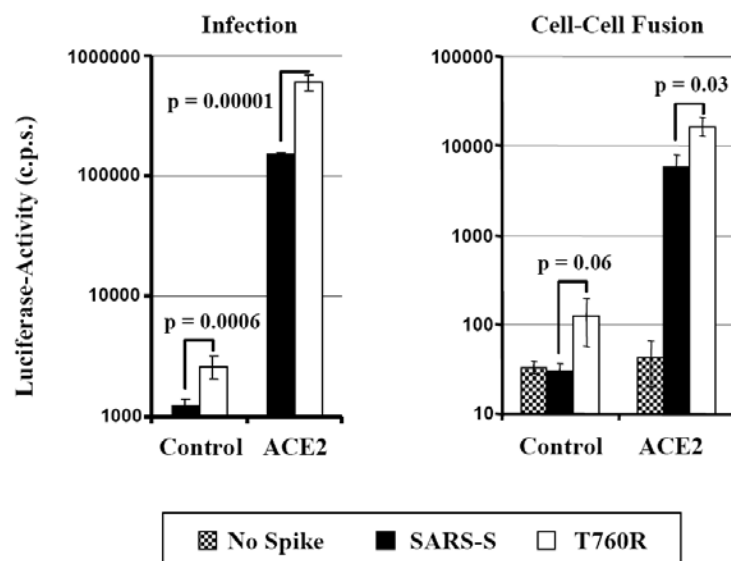 Infection
Luciferase-Activity (c.p.s.)
1000000
100000
10000
1000
p = 0.00001
p = 0.0006
Control ACE2
Cell-Cell Fusion
100000
10000
1000
100
10
p = 0.03
p = 0.06
Control ACE2
No Spike SARS-S T760R